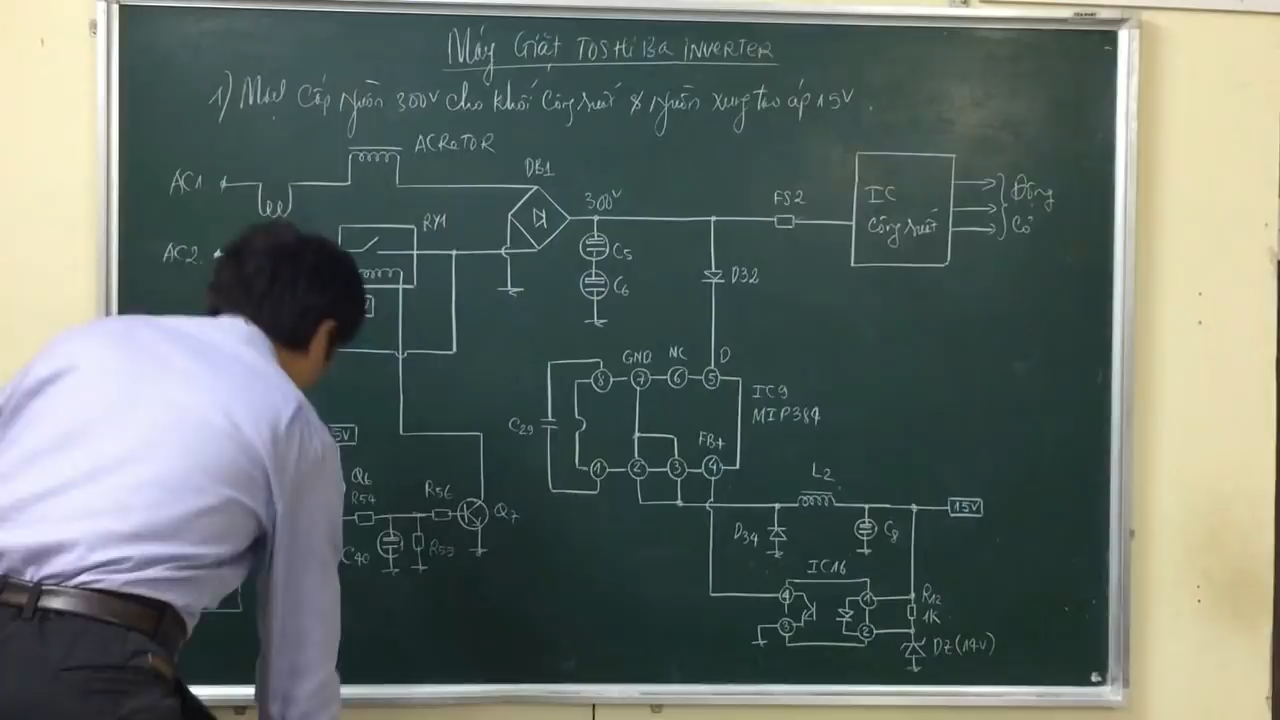 Máy Giặt TOSHIBA INVERTER
1) Mạch Cấp Nguồn 300V cho khối Công suất & Nguồn xung tạo áp 15V.
ACReTOR
AC1
DB1
300V
FS2
IC
Công suất
Động
Cơ
RY1
AC2
C5
C6
D32
GND NC D
8 7 6 5
IC9
MIP384
C29
FB+
1 2 3 4
5V
Q6
R54
R56
Q7
C40
R55
L2
15V
D34
C8
IC16
4 1
3 2
R12
1K
DZ(14V)